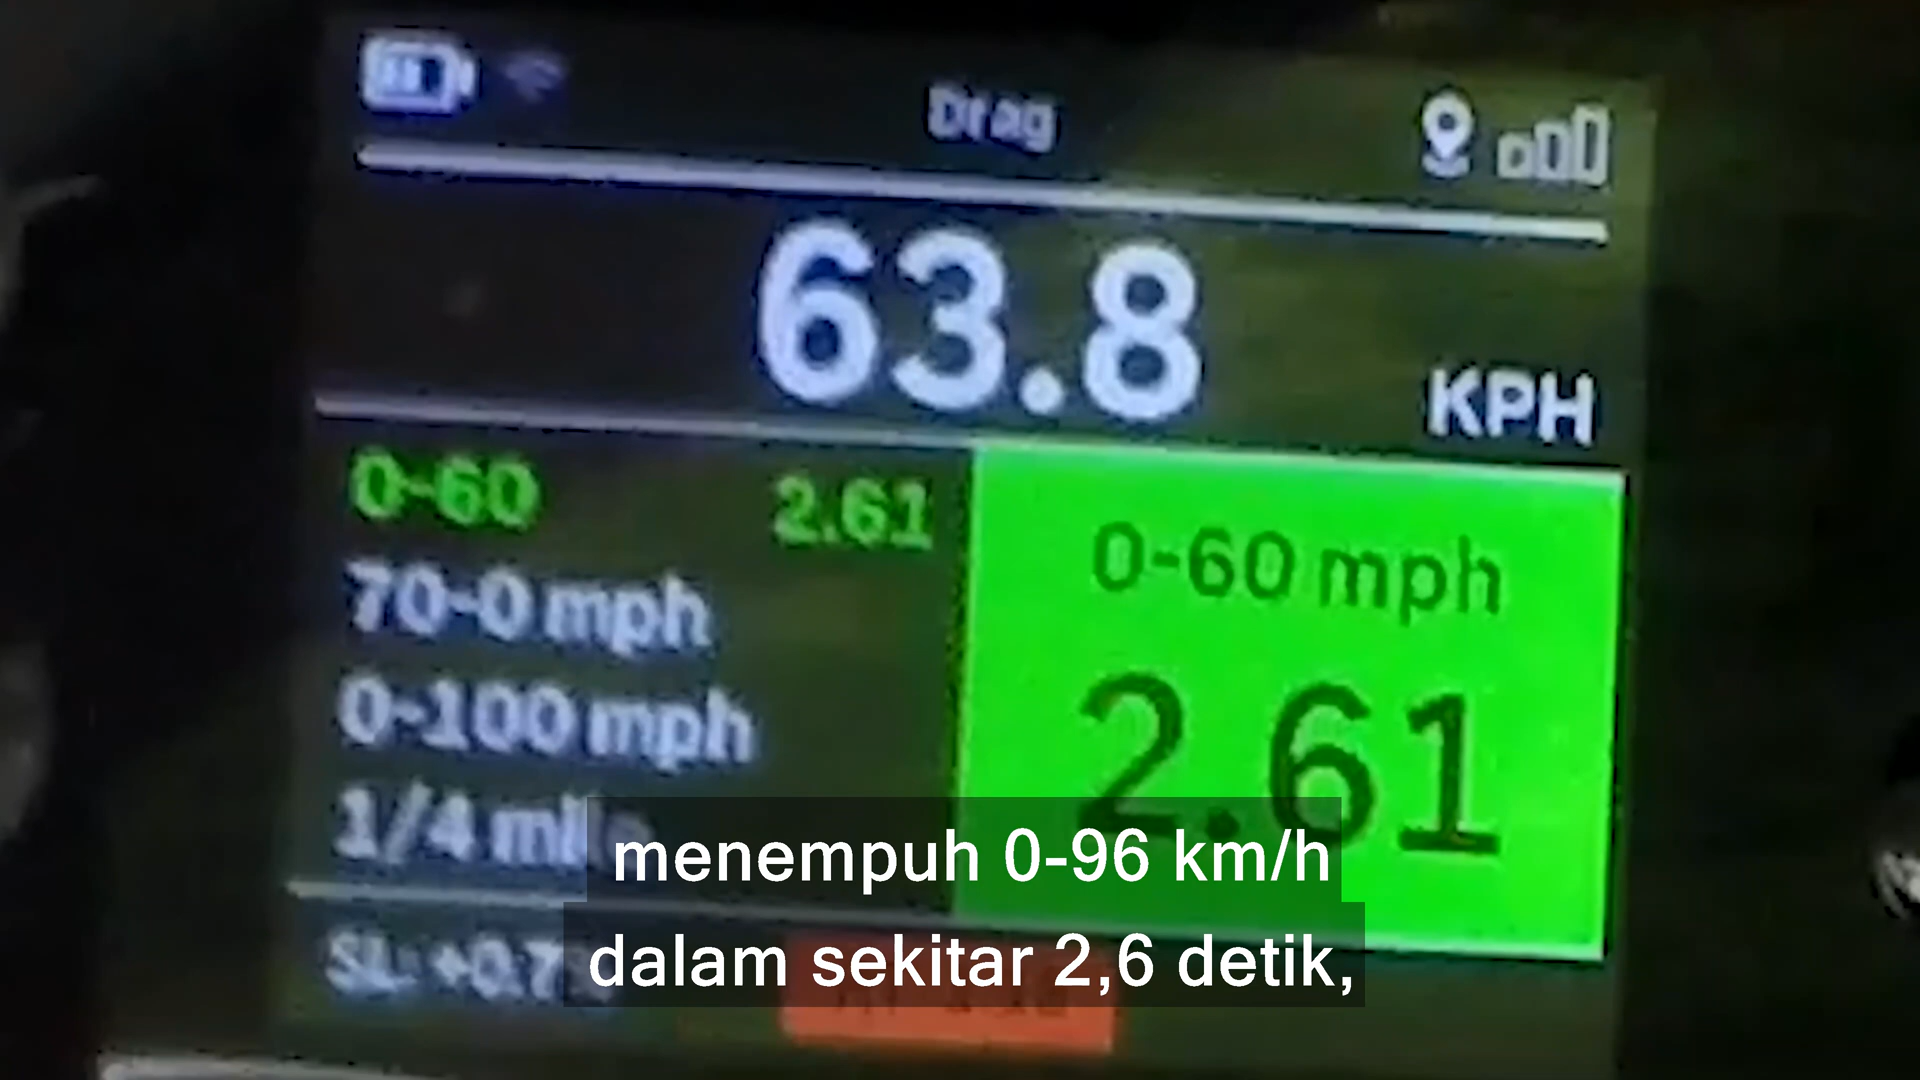 Drag
63.8
KPH
0-60 2.61
70-0 mph
0-100 mph
1/4 mile
0-60 mph
2.61
menempuh 0-96 km/h
dalam sekitar 2,6 detik,